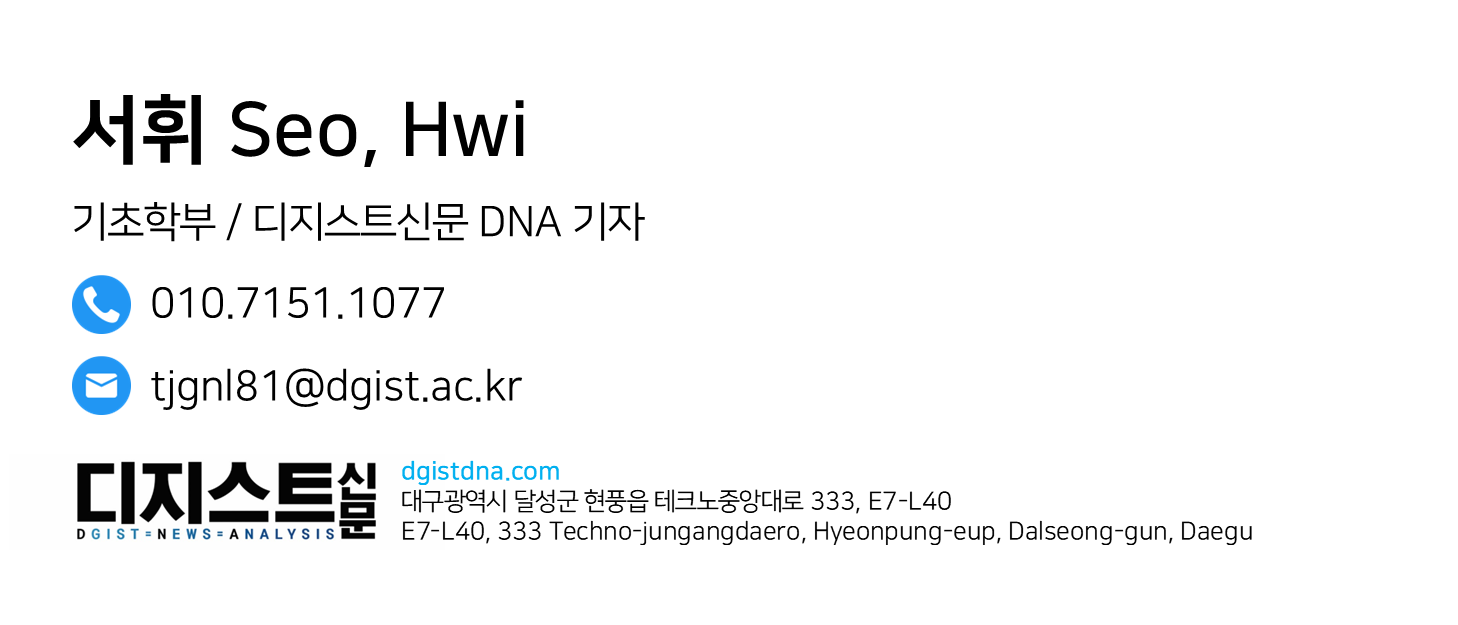 서휘 Seo, Hwi
기초학부 / 디지스트신문 DNA 기자
010.7151.1077
tjgnl81@dgist.ac.kr
디지스트신문
DGIST=NEWS=ANALYSIS
dgistdna.com
대구광역시 달성군 현풍읍 테크노중앙대로 333, E7-L40
E7-L40, 333 Techno-jungangdaero, Hyeonpung-eup, Dalseong-gun, Daegu